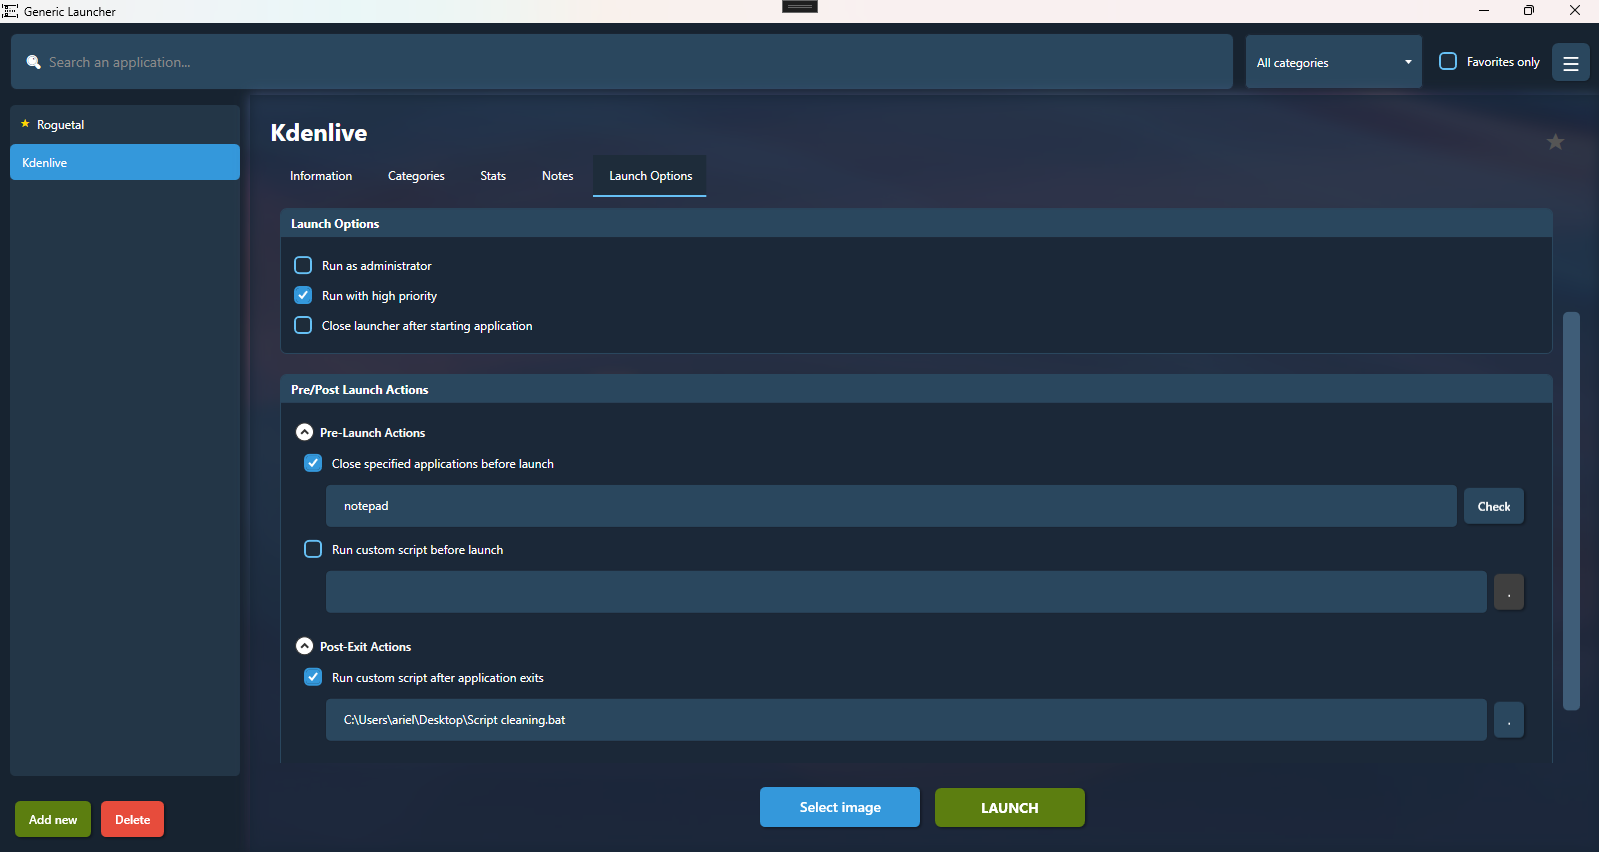 Generic Launcher
Search an application...
All categories
Favorites only
Roguetal
Kdenlive
Kdenlive
Information
Categories
Stats
Notes
Launch Options
Launch Options
Run as administrator
Run with high priority
Close launcher after starting application
Pre/Post Launch Actions
Pre-Launch Actions
Close specified applications before launch
notepad
Check
Run custom script before launch
.
Post-Exit Actions
Run custom script after application exits
C:\Users\ariel\Desktop\Script cleaning.bat
.
Add new
Delete
Select image
LAUNCH